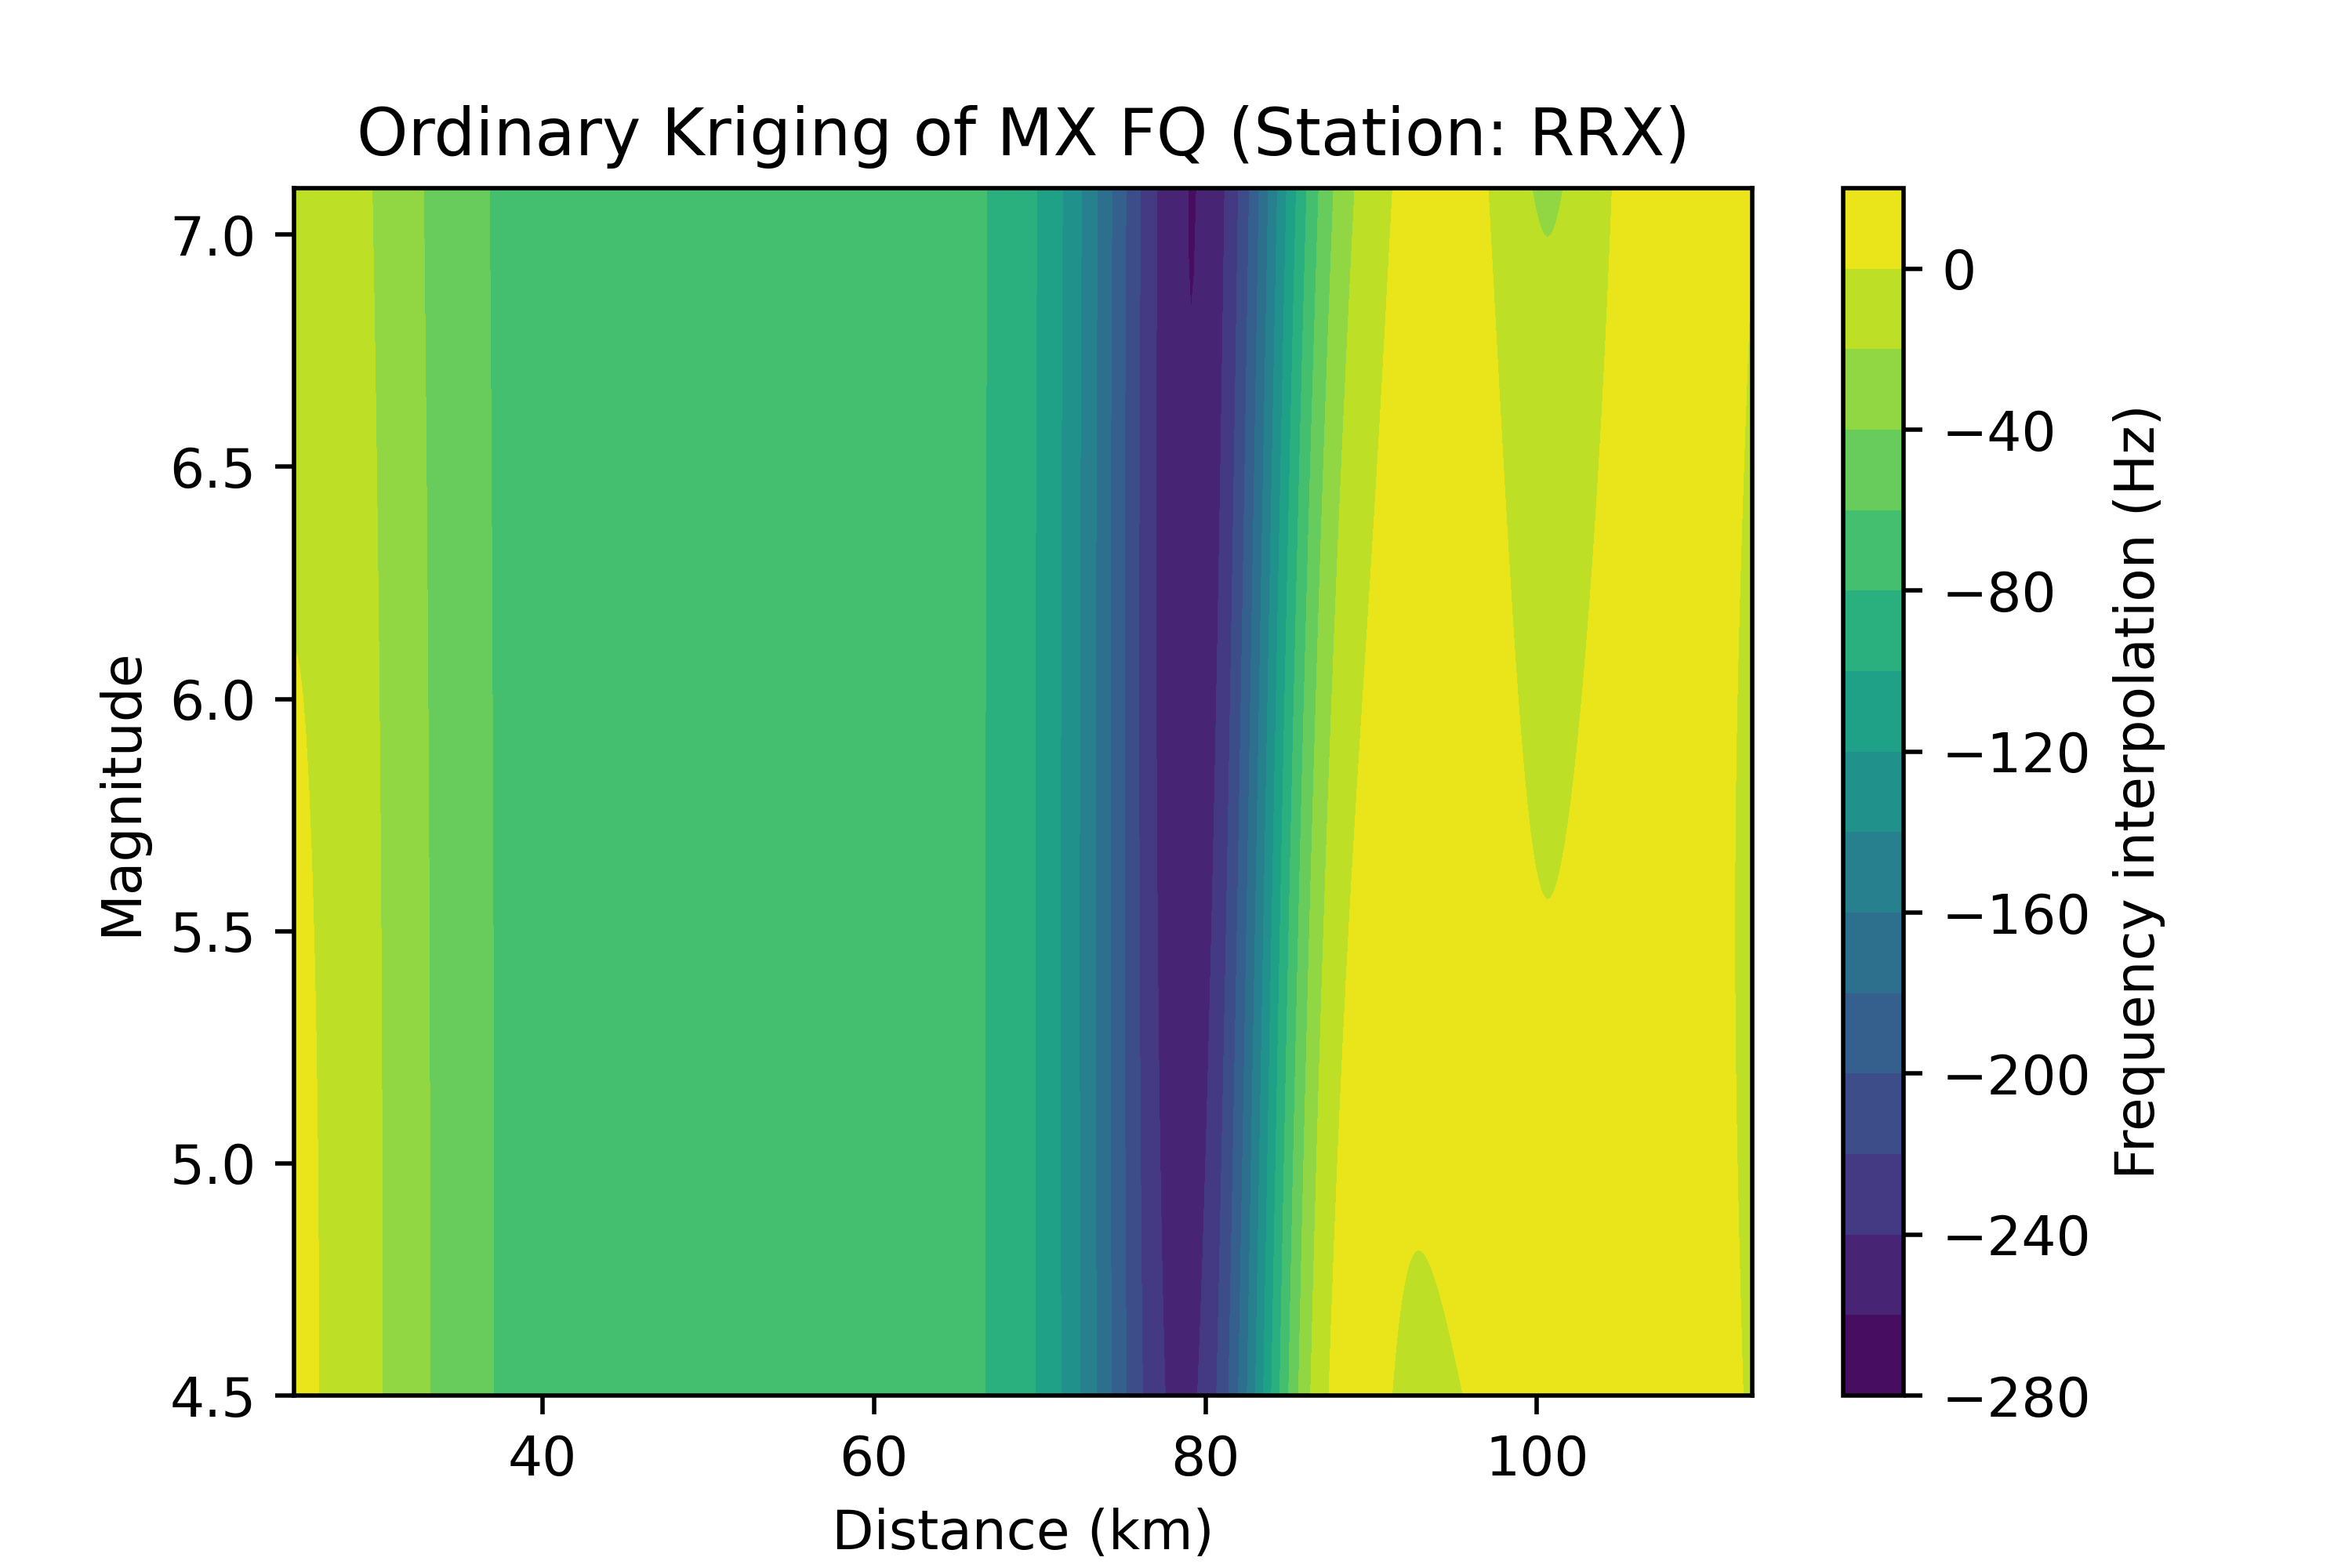 Ordinary Kriging of MX FQ (Station: RRX)
Magnitude
7.0
6.5
6.0
5.5
5.0
4.5
40 60 80 100
Distance (km)
0
−40
−80
−120
−160
−200
−240
−280
Frequency interpolation (Hz)